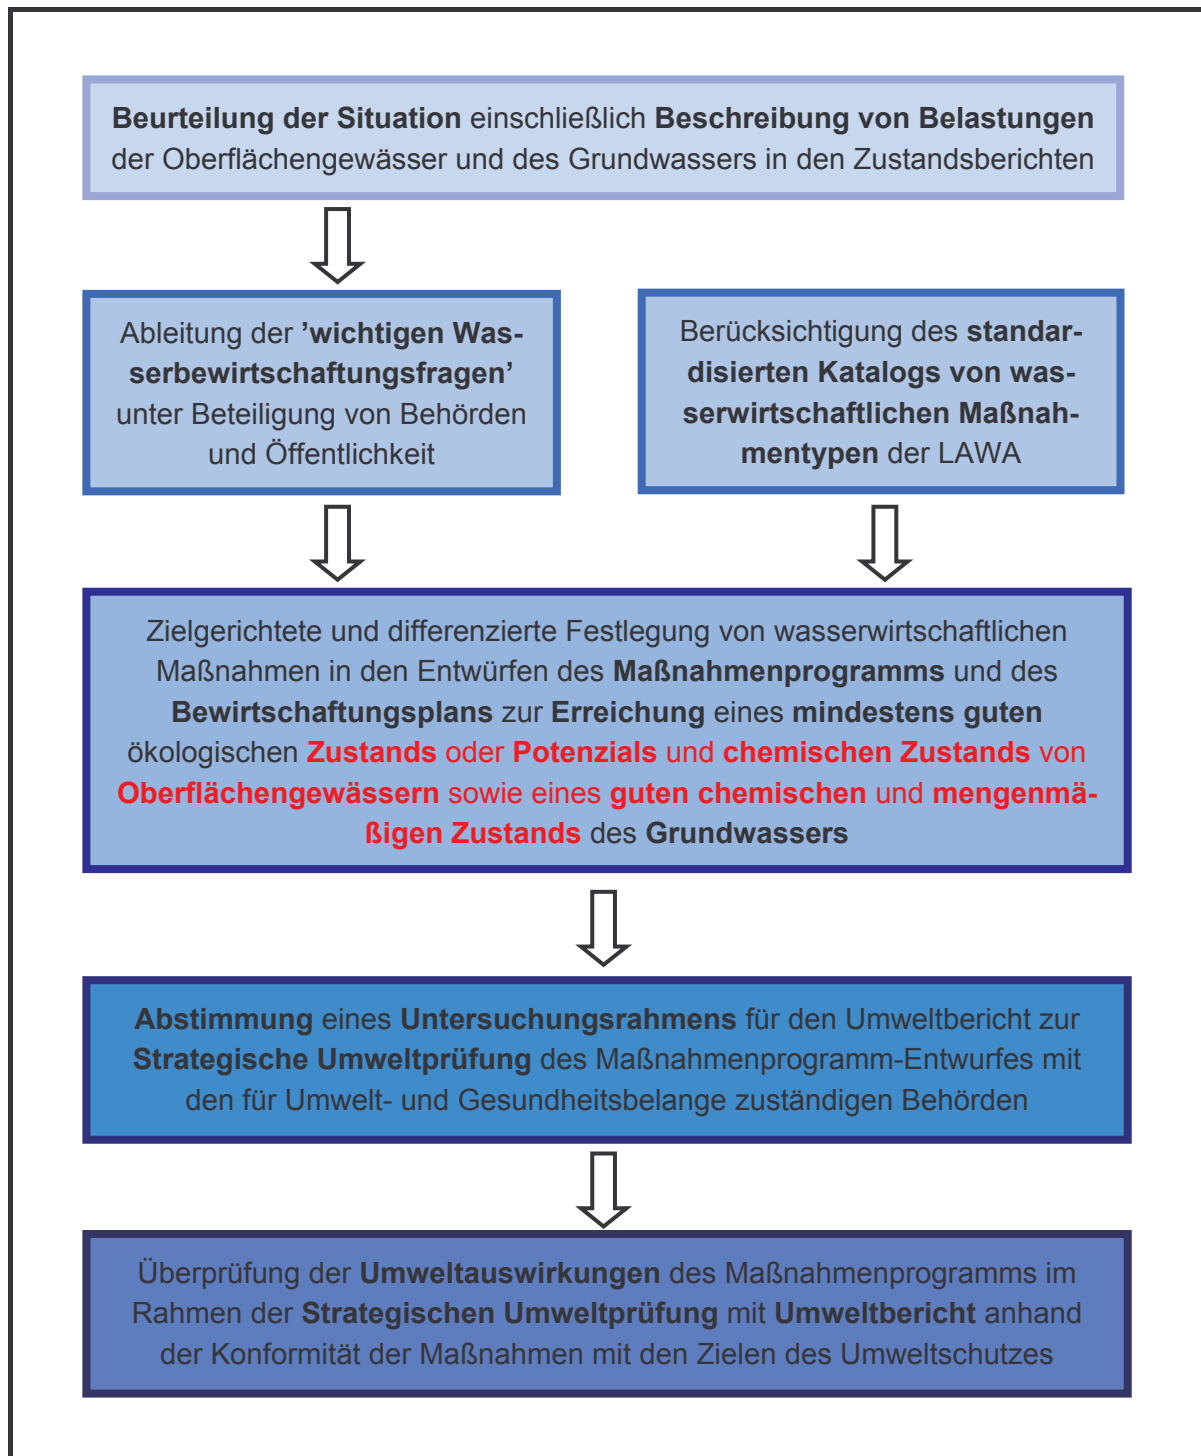 Beurteilung der Situation einschließlich Beschreibung von Belastungen
der Oberflächengewässer und des Grundwassers in den Zustandsberichten
Ableitung der ’wichtigen Was-
serbewirtschaftungsfragen’
unter Beteiligung von Behörden
und Öffentlichkeit
Berücksichtigung des standar-
disierten Katalogs von was-
serwirtschaftlichen Maßnah-
mentypen der LAWA
Zielgerichtete und differenzierte Festlegung von wasserwirtschaftlichen
Maßnahmen in den Entwürfen des Maßnahmenprogramms und des
Bewirtschaftungsplans zur Erreichung eines mindestens guten
ökologischen Zustands oder Potenzials und chemischen Zustands von
Oberflächengewässern sowie eines guten chemischen und mengenmä-
ßigen Zustands des Grundwassers
Abstimmung eines Untersuchungsrahmens für den Umweltbericht zur
Strategische Umweltprüfung des Maßnahmenprogramm-Entwurfes mit
den für Umwelt- und Gesundheitsbelange zuständigen Behörden
Überprüfung der Umweltauswirkungen des Maßnahmenprogramms im
Rahmen der Strategischen Umweltprüfung mit Umweltbericht anhand
der Konformität der Maßnahmen mit den Zielen des Umweltschutzes